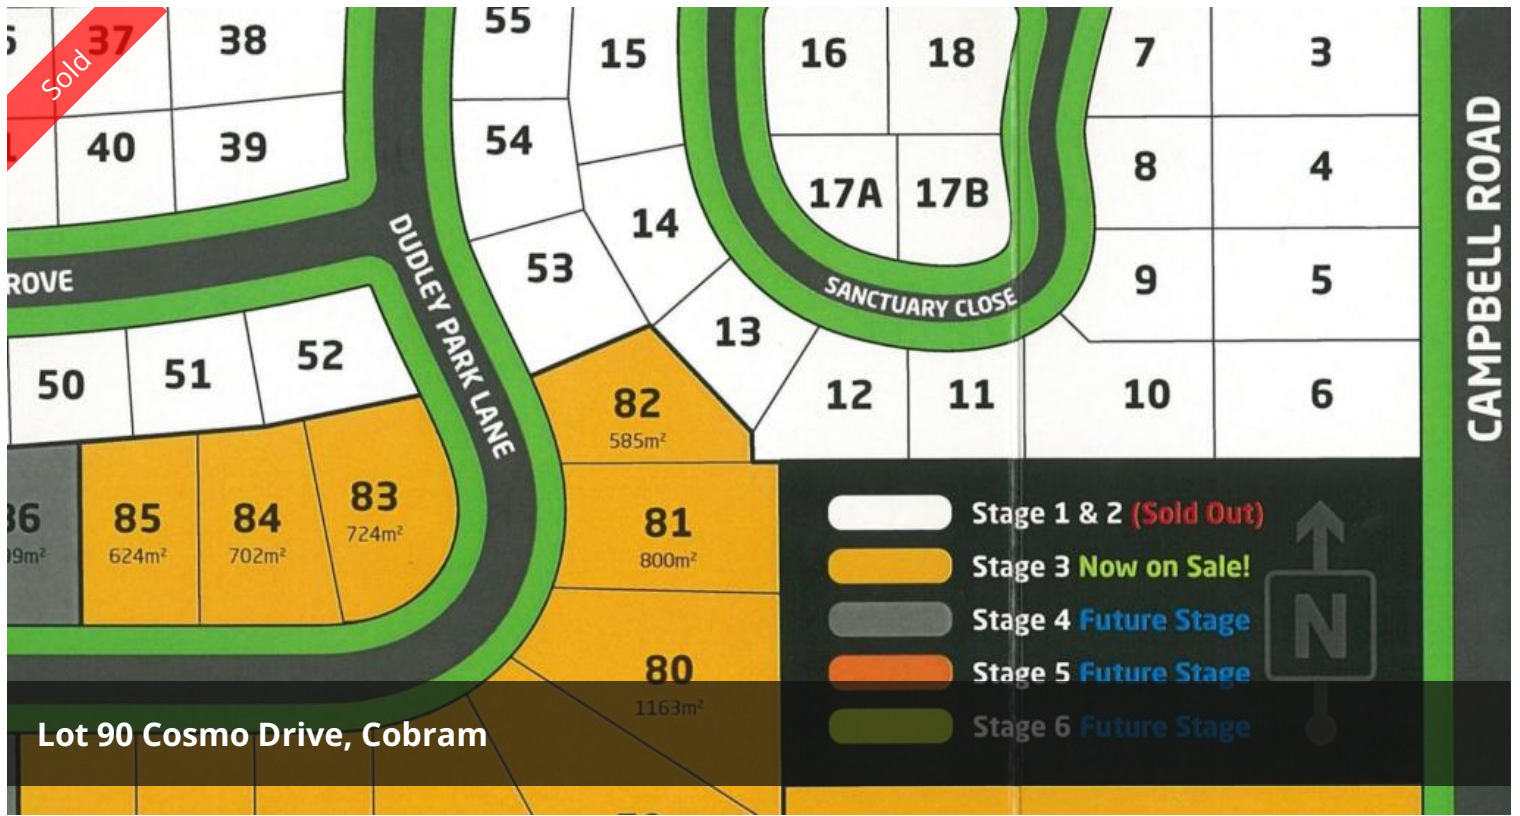 Sold
37
38
55
15
16
18
7
3
40
39
54
14
17A
17B
8
4
CAMPBELL ROAD
ROVE
DUDLEY PARK LANE
53
13
SANCTUARY CLOSE
9
5
50
51
52
82
585m²
12
11
10
6
85
624m²
84
702m²
83
724m²
81
800m²
80
1163m²
Stage 1 & 2 (Sold Out)
Stage 3 Now on Sale!
Stage 4 Future Stage
Stage 5 Future Stage
Stage 6 Future Stage
N
Lot 90 Cosmo Drive, Cobram